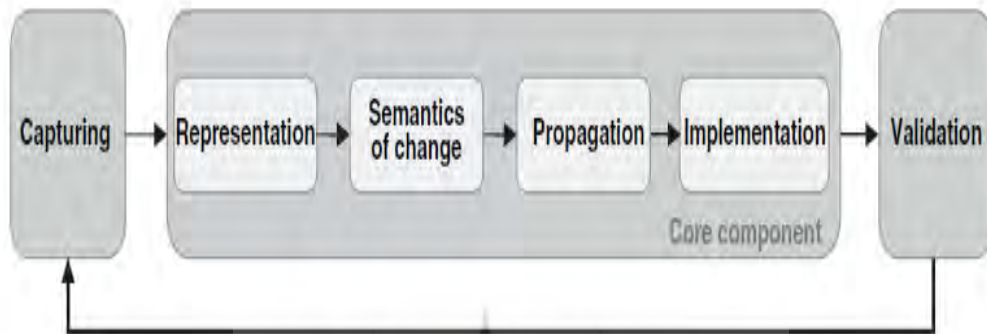 Capturing
Representation
Semantics
of change
Propagation
Implementation
Validation
Core component